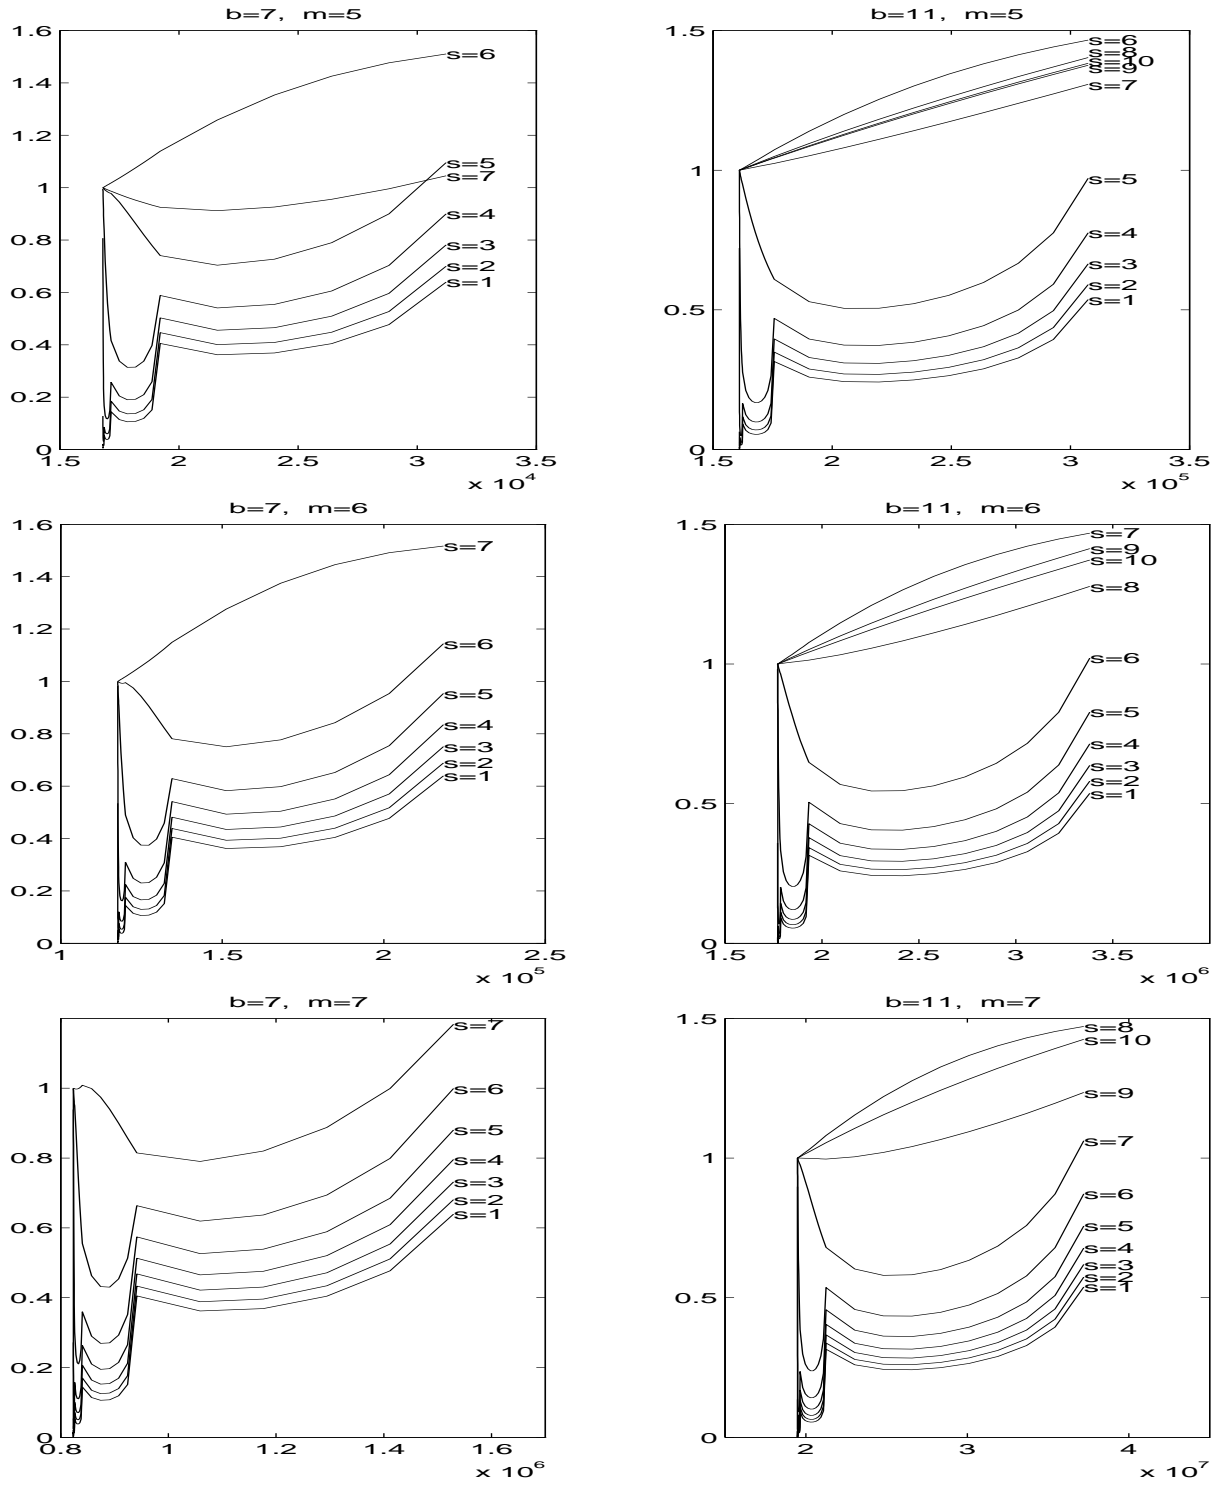 b=7, m=5
1.6
1.4
1.2
1
0.8
0.6
0.4
0.2
0
s=6
s=5
s=7
s=4
s=3
s=2
s=1
1.5 2 2.5 3 3.5
x 10^4
b=11, m=5
1.5
1
0.5
0
s=6
s=8
s=10
s=9
s=7
s=5
s=4
s=3
s=2
s=1
1.5 2 2.5 3 3.5
x 10^5
b=7, m=6
1.6
1.4
1.2
1
0.8
0.6
0.4
0.2
0
s=7
s=6
s=5
s=4
s=3
s=2
s=1
1 1.5 2 2.5
x 10^5
b=11, m=6
1.5
1
0.5
0
s=7
s=9
s=10
s=8
s=6
s=5
s=4
s=3
s=2
s=1
1.5 2 2.5 3 3.5
x 10^6
b=7, m=7
1
0.8
0.6
0.4
0.2
0
s=7
s=6
s=5
s=4
s=3
s=2
s=1
0.8 1 1.2 1.4 1.6
x 10^6
b=11, m=7
1.5
1
0.5
0
s=8
s=10
s=9
s=7
s=6
s=5
s=4
s=3
s=2
s=1
2 3 4
x 10^7